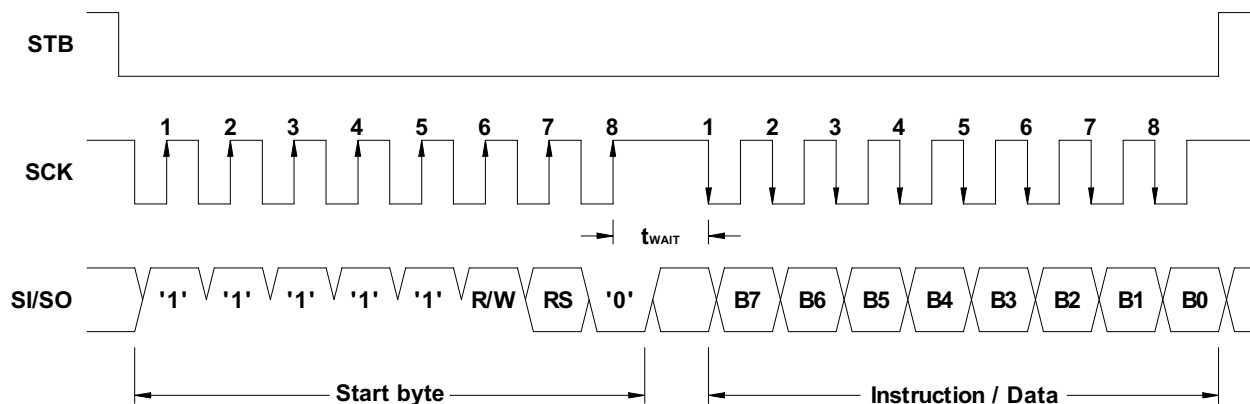 STB
1 2 3 4 5 6 7 8 1 2 3 4 5 6 7 8
SCK
tWAIT
SI/SO '1' '1' '1' '1' '1' R/W RS '0' B7 B6 B5 B4 B3 B2 B1 B0
Start byte Instruction / Data